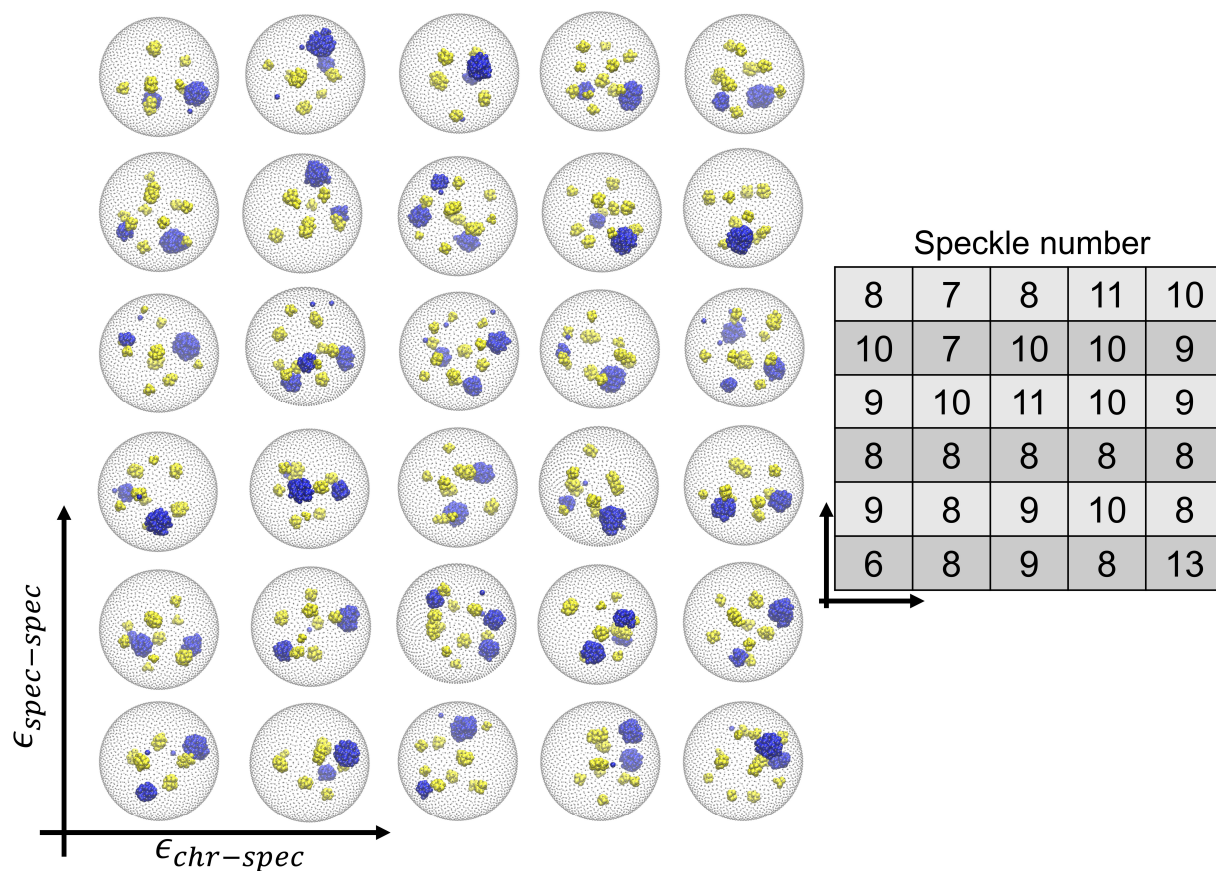 Speckle number
8 7 8 11 10
10 7 10 10 9
9 10 11 10 9
8 8 8 8 8
9 8 9 10 8
6 8 9 8 13
ϵspec−spec
ϵchr−spec